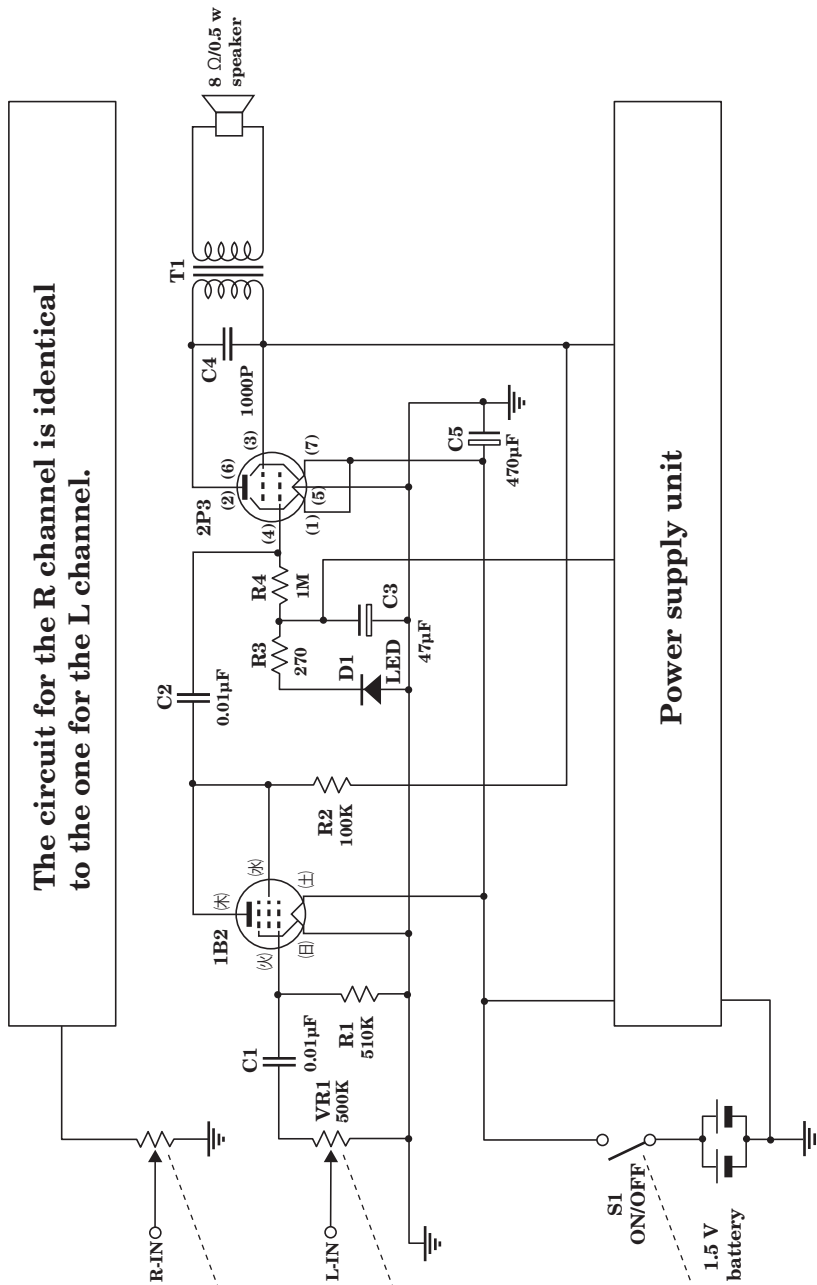 The circuit for the R channel is identical
to the one for the L channel.
R-IN
L-IN
VR1
500K
C1
0.01μF
R1
510K
1B2
(火)
(木)
(水)
(日)
(土)
R2
100K
C2
0.01μF
R3
270
R4
1M
D1
LED
C3
47μF
2P3
(2)
(6)
(3)
(4)
(1)
(5)
(7)
C4
1000P
T1
8 Ω/0.5 w
speaker
C5
470μF
S1
ON/OFF
1.5 V
battery
Power supply unit